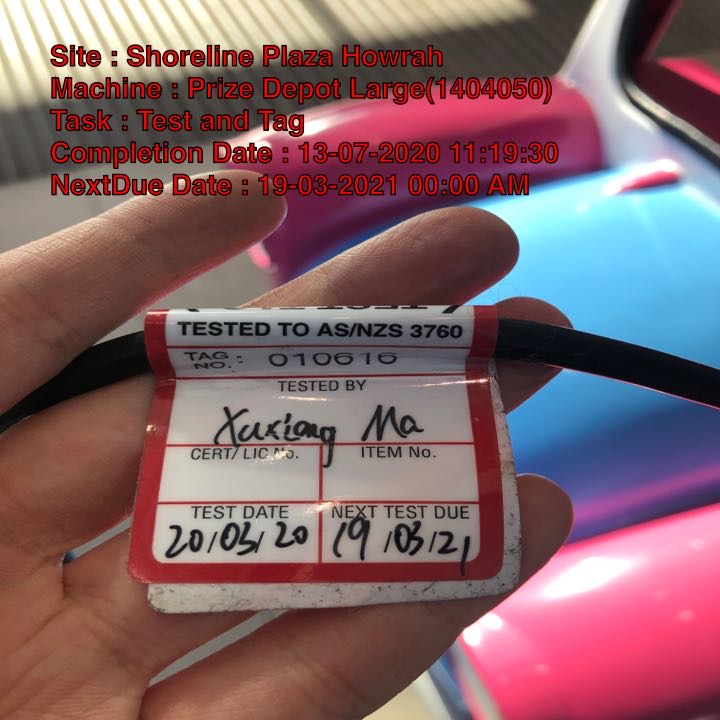 Site : Shoreline Plaza Howrah
Machine : Prize Depot Large(1404050)
Task : Test and Tag
Completion Date : 13-07-2020 11:19:30
NextDue Date : 19-03-2021 00:00 AM
TESTED TO AS/NZS 3760
TAG NO. : 010616
TESTED BY
Xuxiang Ma
CERT/ LIC No. ITEM No.
TEST DATE NEXT TEST DUE
20/03/20 19/03/21